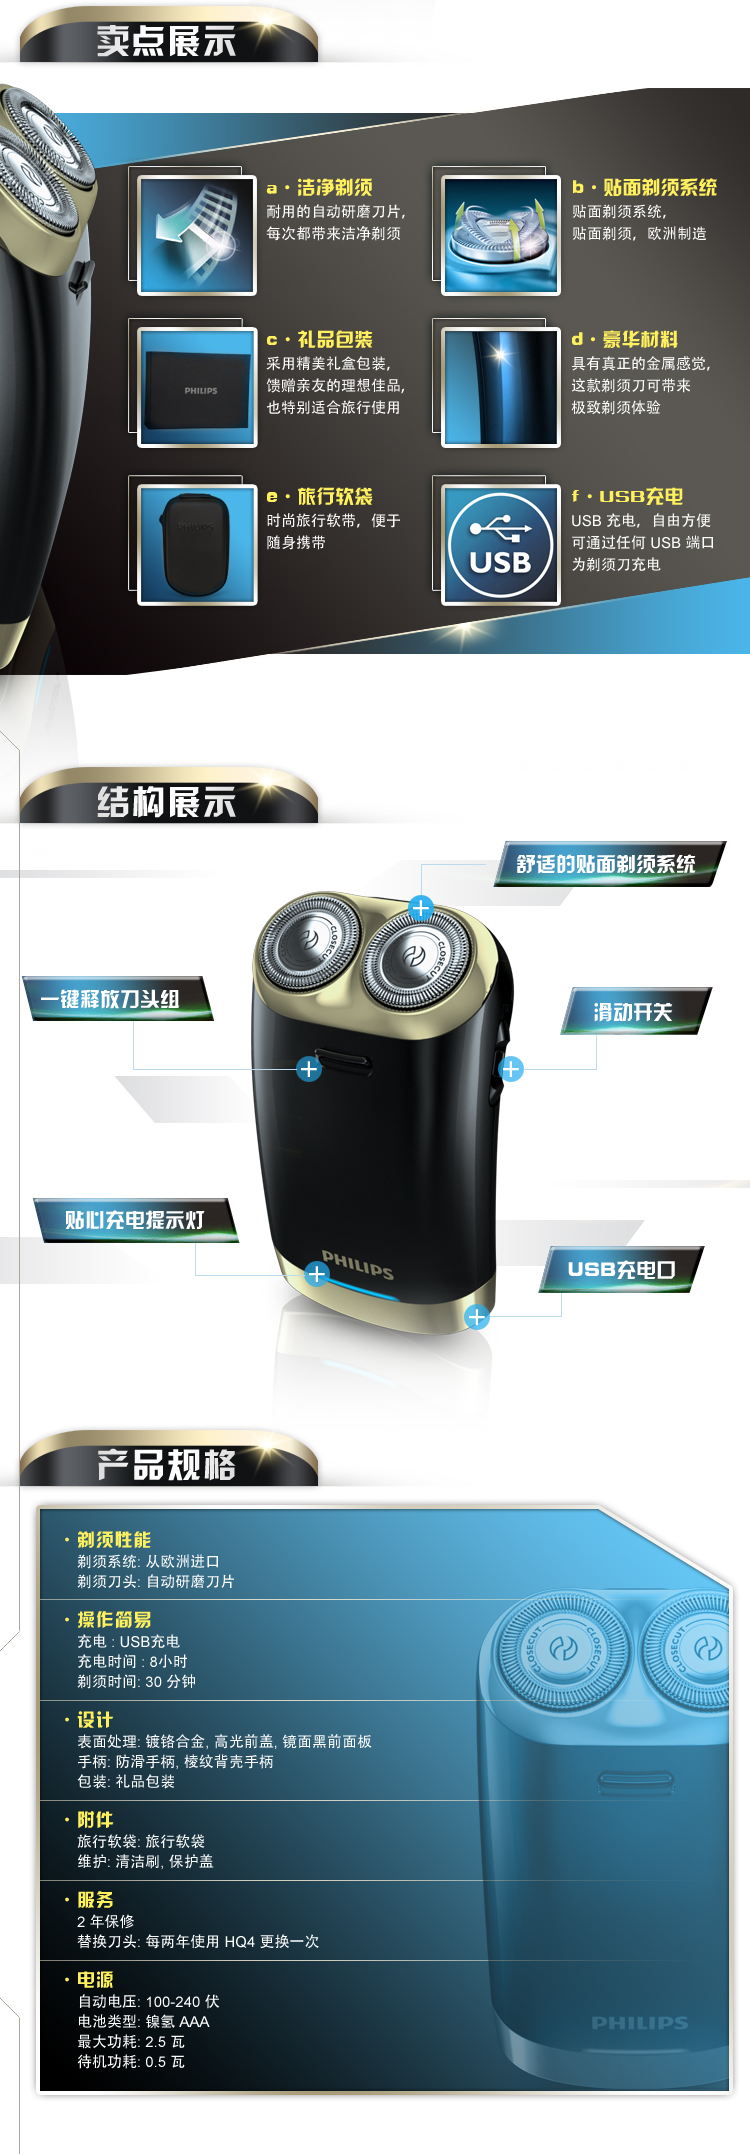 卖点展示
a·洁净剃须
耐用的自动研磨刀片，
每次都带来洁净剃须
b·贴面剃须系统
贴面剃须系统，
贴面剃须，欧洲制造
c·礼品包装
采用精美礼盒包装，
馈赠亲友的理想佳品，
也特别适合旅行使用
PHILIPS
d·豪华材料
具有真正的金属感觉，
这款剃须刀可带来
极致剃须体验
e·旅行软袋
时尚旅行软带，便于
随身携带
PHILIPS
f·USB充电
USB 充电，自由方便
可通过任何 USB 端口
为剃须刀充电
USB
结构展示
舒适的贴面剃须系统
CLOSECUT
CLOSECUT
一键释放刀头组
滑动开关
贴心充电提示灯
PHILIPS
USB充电口
产品规格
·剃须性能
剃须系统: 从欧洲进口
剃须刀头: 自动研磨刀片
·操作简易
充电 : USB充电
充电时间 : 8小时
剃须时间: 30 分钟
CLOSECUT
CLOSECUT
CLOSECUT
·设计
表面处理: 镀铬合金, 高光前盖, 镜面黑前面板
手柄: 防滑手柄, 棱纹背壳手柄
包装: 礼品包装
·附件
旅行软袋: 旅行软袋
维护: 清洁刷, 保护盖
·服务
2 年保修
替换刀头: 每两年使用 HQ4 更换一次
·电源
自动电压: 100-240 伏
电池类型: 镍氢 AAA
最大功耗: 2.5 瓦
待机功耗: 0.5 瓦
PHILIPS